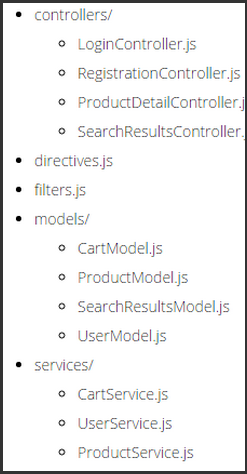 controllers/
LoginController.js
RegistrationController.js
ProductDetailController.j
SearchResultsController.
directives.js
filters.js
models/
CartModel.js
ProductModel.js
SearchResultsModel.js
UserModel.js
services/
CartService.js
UserService.js
ProductService.js